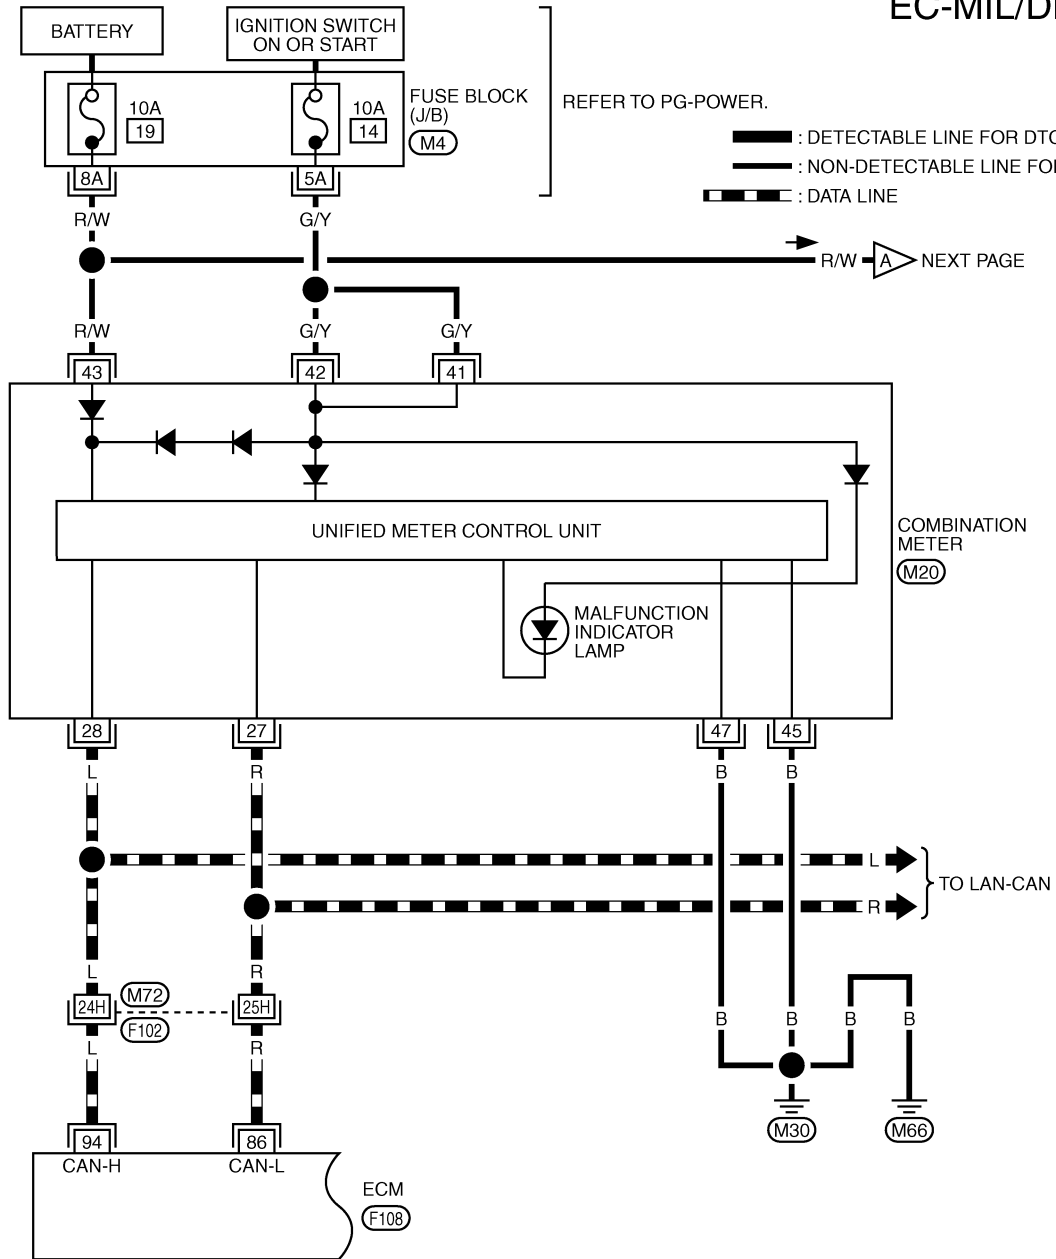 EC-MIL/DL
BATTERY
IGNITION SWITCH
ON OR START
10A
19
10A
14
FUSE BLOCK
(J/B)
M4
REFER TO PG-POWER.
: DETECTABLE LINE FOR DTC
: NON-DETECTABLE LINE FOR
: DATA LINE
8A
5A
R/W
G/Y
R/W
A
NEXT PAGE
R/W
G/Y
G/Y
43
42
41
UNIFIED METER CONTROL UNIT
COMBINATION
METER
M20
MALFUNCTION
INDICATOR
LAMP
28
27
47
45
L
R
B
B
L
R
TO LAN-CAN
L
R
24H
M72
F102
25H
L
R
B
B
B
B
M30
M66
94
86
CAN-H
CAN-L
ECM
F108